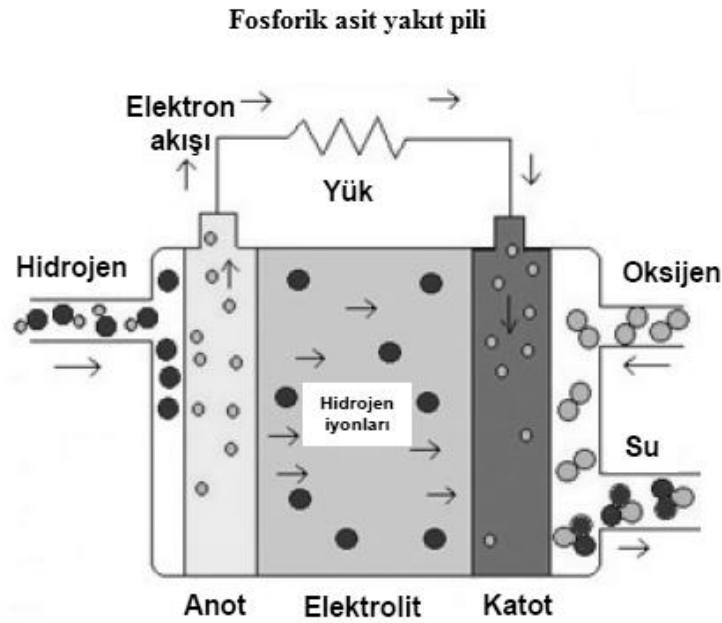 Fosforik asit yakıt pili
Elektron
akışı
Yük
Hidrojen
Oksijen
Hidrojen
iyonları
Su
Anot
Elektrolit
Katot